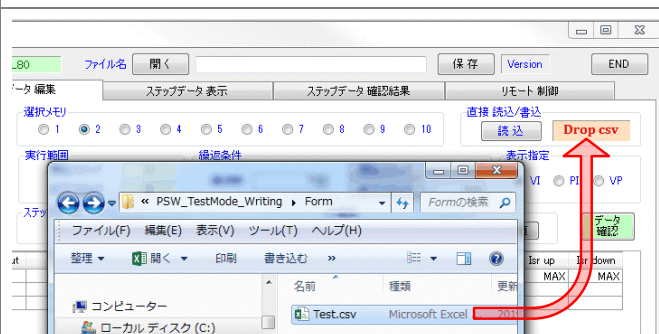 L80 ファイル名 開く 保存 Version END
データ 編集 ステップデータ 表示 ステップデータ 確認結果 リモート 制御
選択メモリ 直接 読込/書込
1 2 3 4 5 6 7 8 9 10 読 込 Drop csv
実行範囲 繰返条件 表示指定
VI PI VP
« PSW_TestMode_Writing ▸ Form Formの検索
ステッ
データ
確認
ファイル(F) 編集(E) 表示(V) ツール(T) ヘルプ(H)
整理 ▼ 開く ▼ 印刷 書き込む »
ut Isr up Isr down
MAX MAX
名前 種類 更新
コンピューター
Test.csv Microsoft Excel 201
ローカル ディスク (C:)